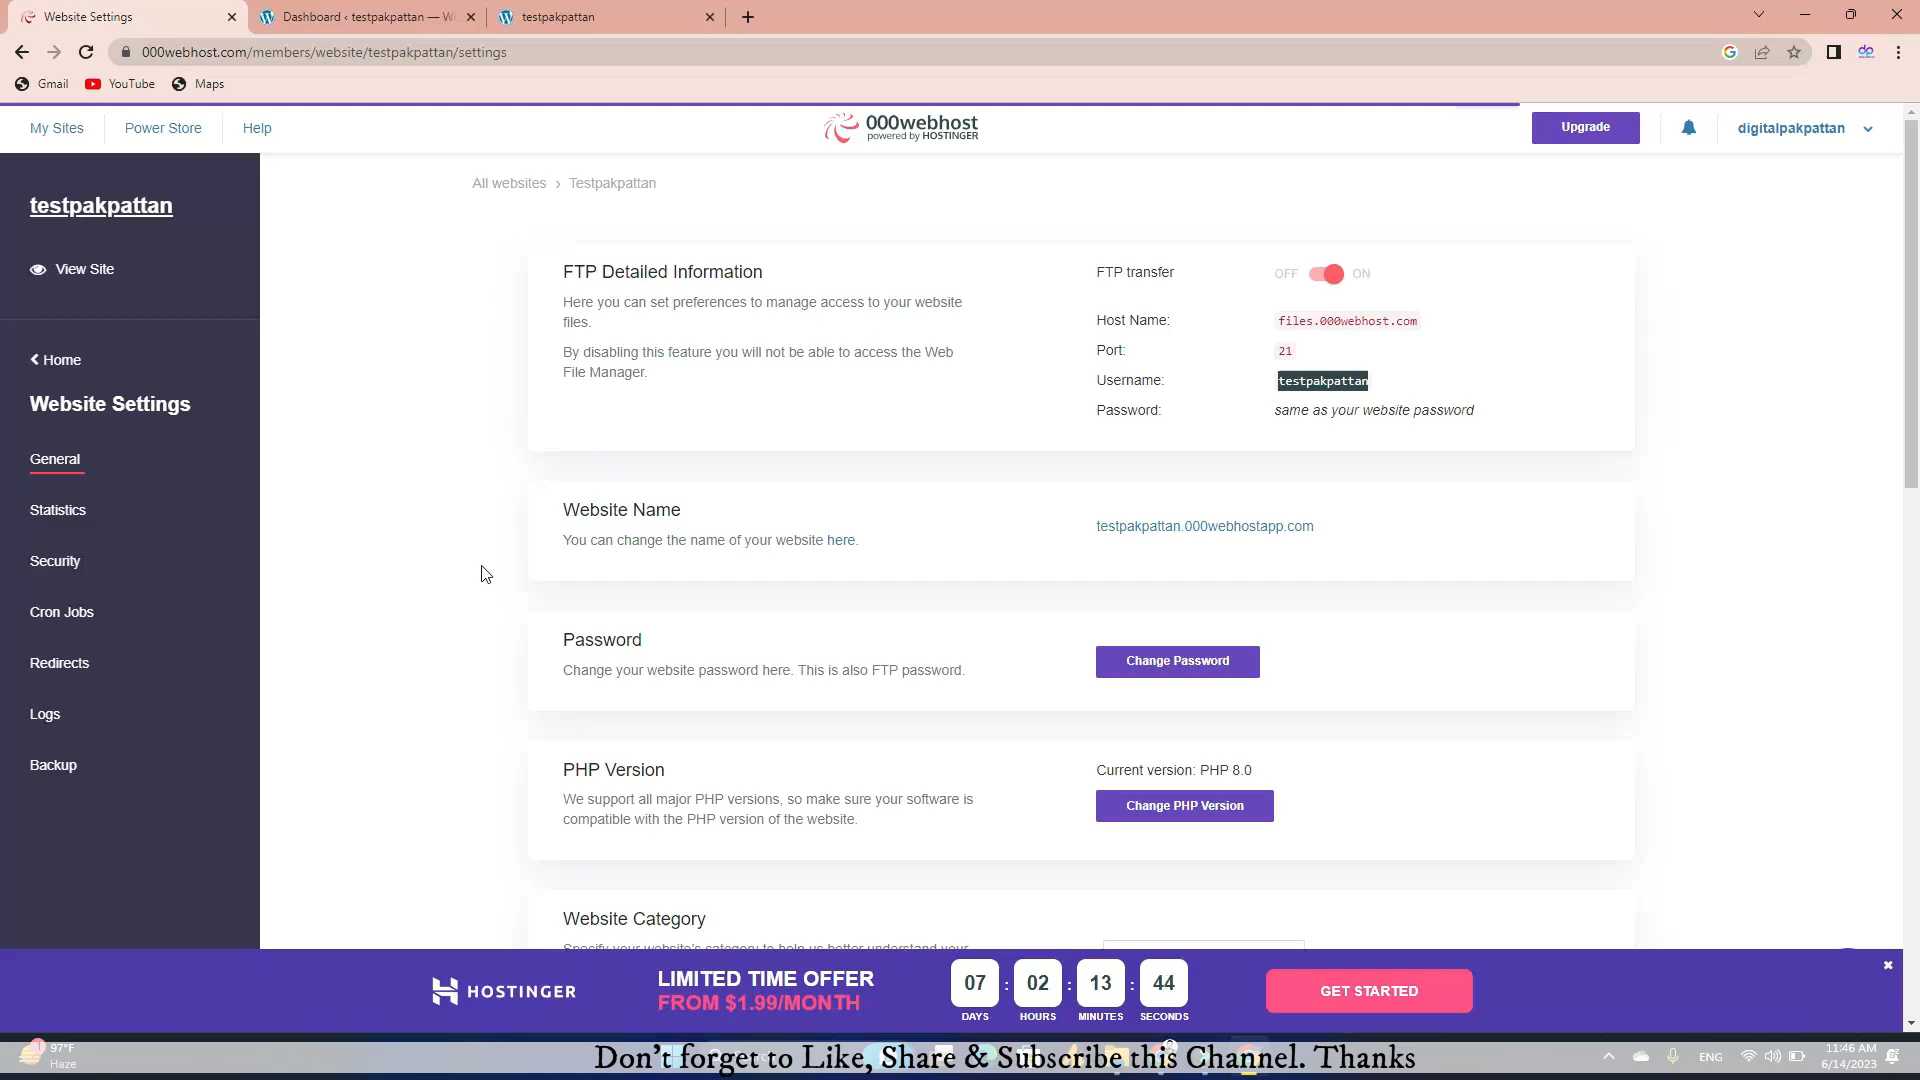 Website Settings
Dashboard ‹ testpakpattan — W
testpakpattan
000webhost.com/members/website/testpakpattan/settings
Gmail
YouTube
Maps
My Sites
Power Store
Help
000webhost
powered by HOSTINGER
Upgrade
digitalpakpattan
testpakpattan
View Site
Home
Website Settings
General
Statistics
Security
Cron Jobs
Redirects
Logs
Backup
All websites › Testpakpattan
FTP Detailed Information
Here you can set preferences to manage access to your website
files.
By disabling this feature you will not be able to access the Web
File Manager.
FTP transfer
OFF ON
Host Name: files.000webhost.com
Port: 21
Username: testpakpattan
Password: same as your website password
Website Name
You can change the name of your website here.
testpakpattan.000webhostapp.com
Password
Change your website password here. This is also FTP password.
Change Password
PHP Version
We support all major PHP versions, so make sure your software is
compatible with the PHP version of the website.
Current version: PHP 8.0
Change PHP Version
Website Category
Specify your website's category to help us better understand your
HOSTINGER
LIMITED TIME OFFER
FROM $1.99/MONTH
07 : 02 : 13 : 44
DAYS HOURS MINUTES SECONDS
GET STARTED
97°F
Haze
Don't forget to Like, Share & Subscribe this Channel. Thanks
ENG
11:46 AM
6/14/2023